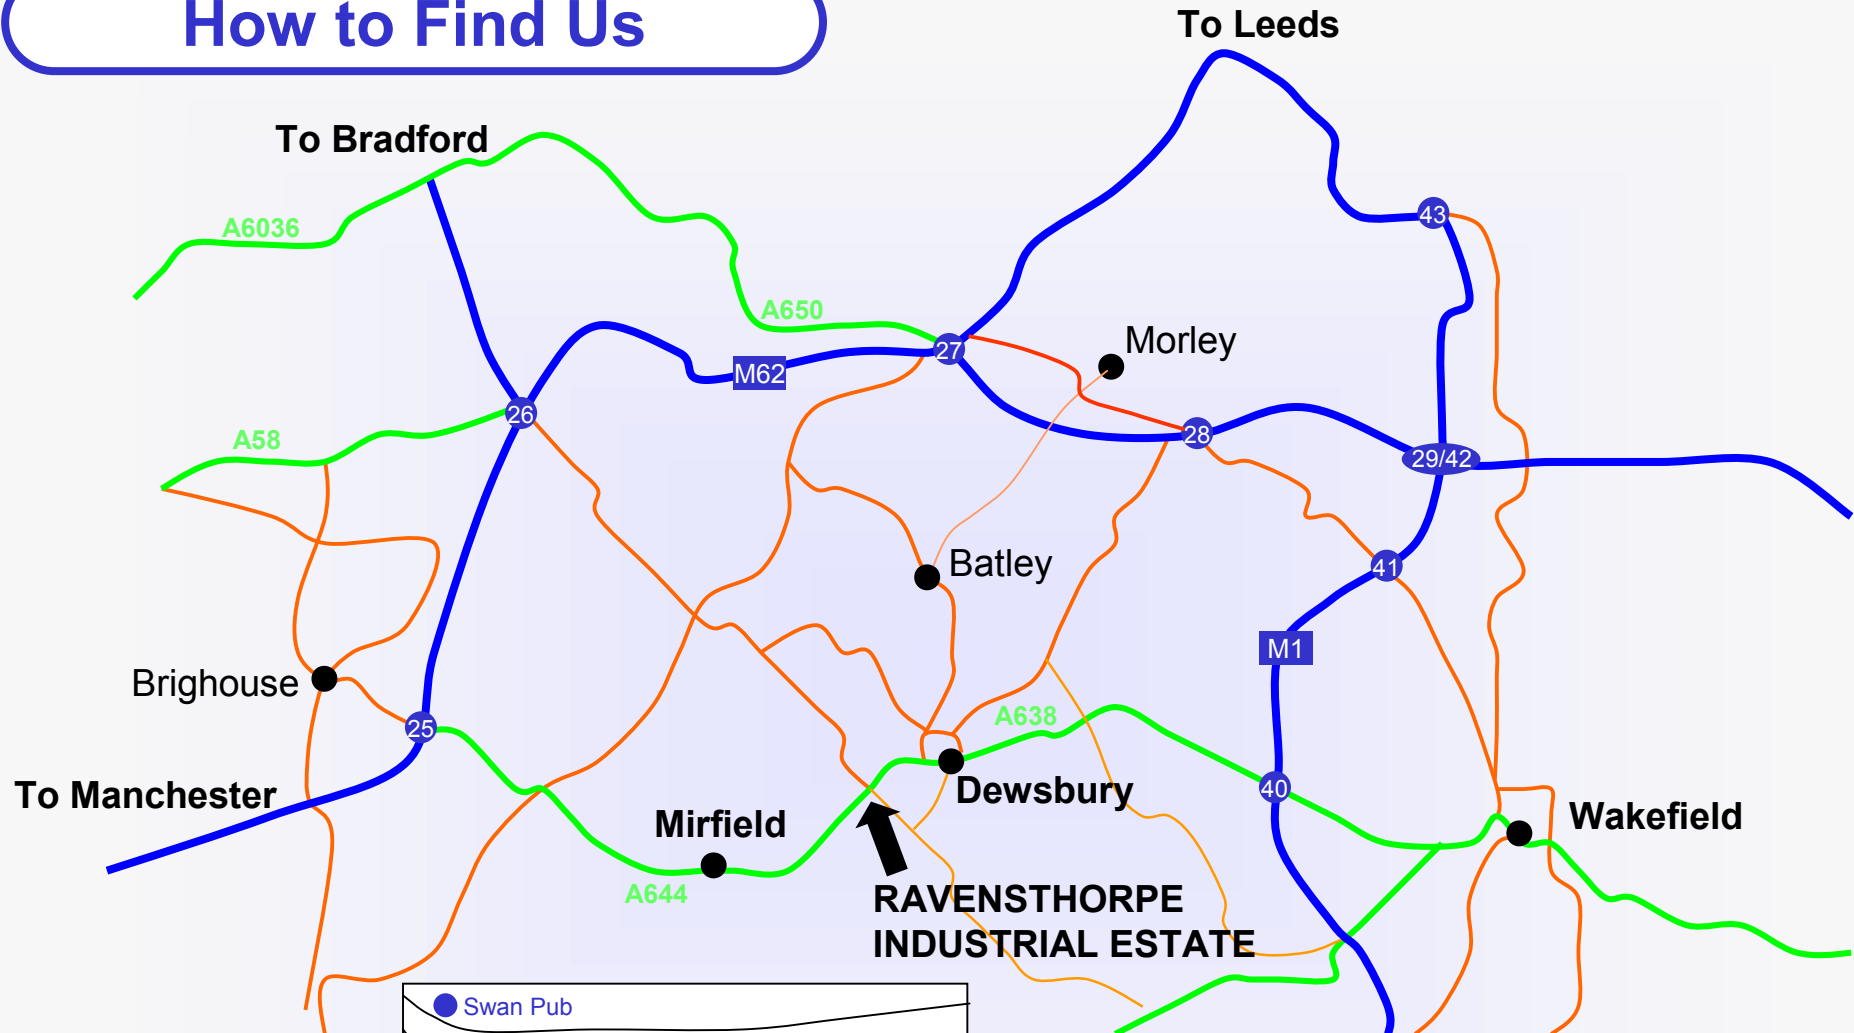 How to Find Us
To Leeds
To Bradford
A6036
43
A650
Morley
27
M62
26
28
A58
29/42
Batley
41
M1
Brighouse
A638
25
Dewsbury
40
To Manchester
Mirfield
Wakefield
A644
RAVENSTHORPE
INDUSTRIAL ESTATE
Swan Pub